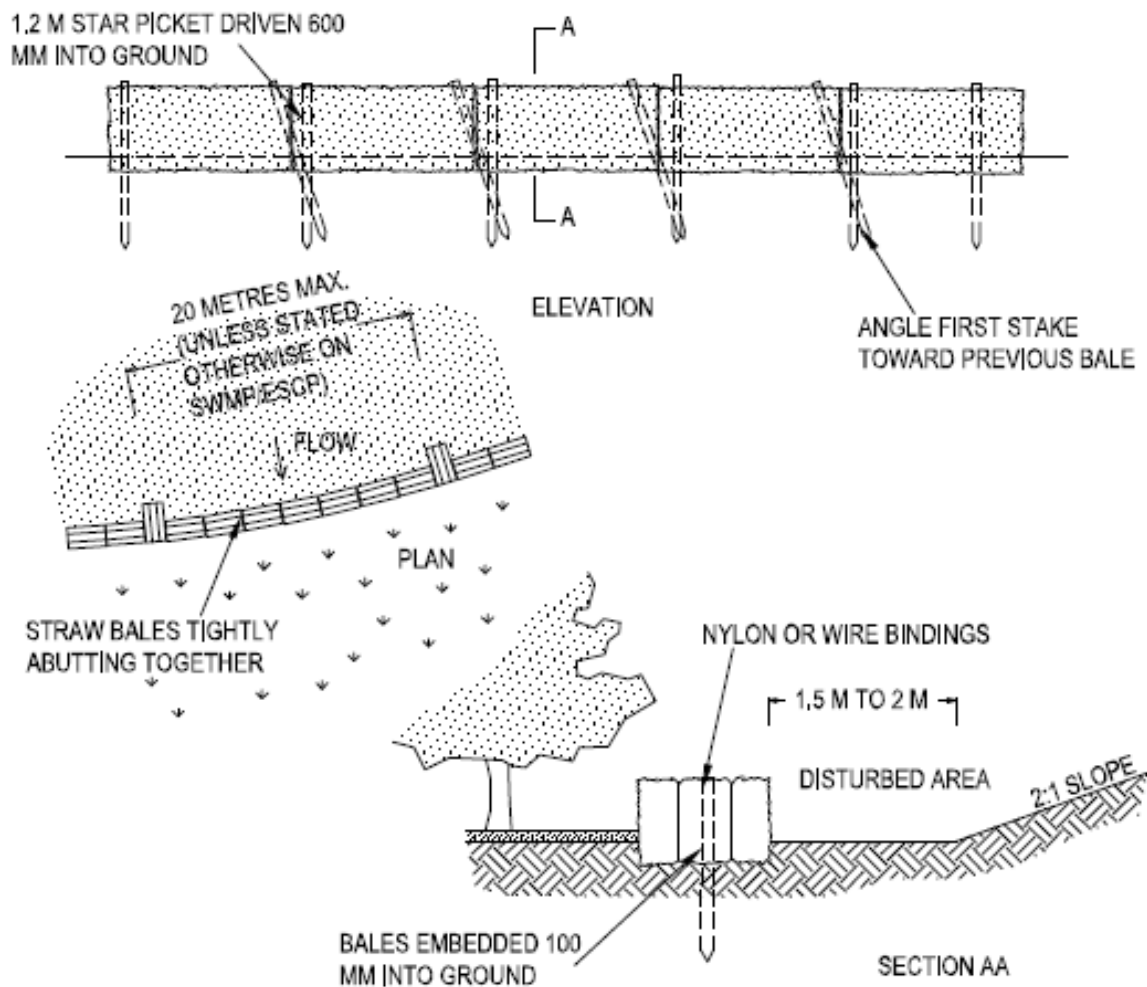 1.2 M STAR PICKET DRIVEN 600
MM INTO GROUND
A
A
ELEVATION
ANGLE FIRST STAKE
TOWARD PREVIOUS BALE
20 METRES MAX.
(UNLESS STATED
OTHERWISE ON
SWMP/ESCP)
FLOW
PLAN
STRAW BALES TIGHTLY
ABUTTING TOGETHER
NYLON OR WIRE BINDINGS
1.5 M TO 2 M
DISTURBED AREA
2:1 SLOPE
BALES EMBEDDED 100
MM INTO GROUND
SECTION AA